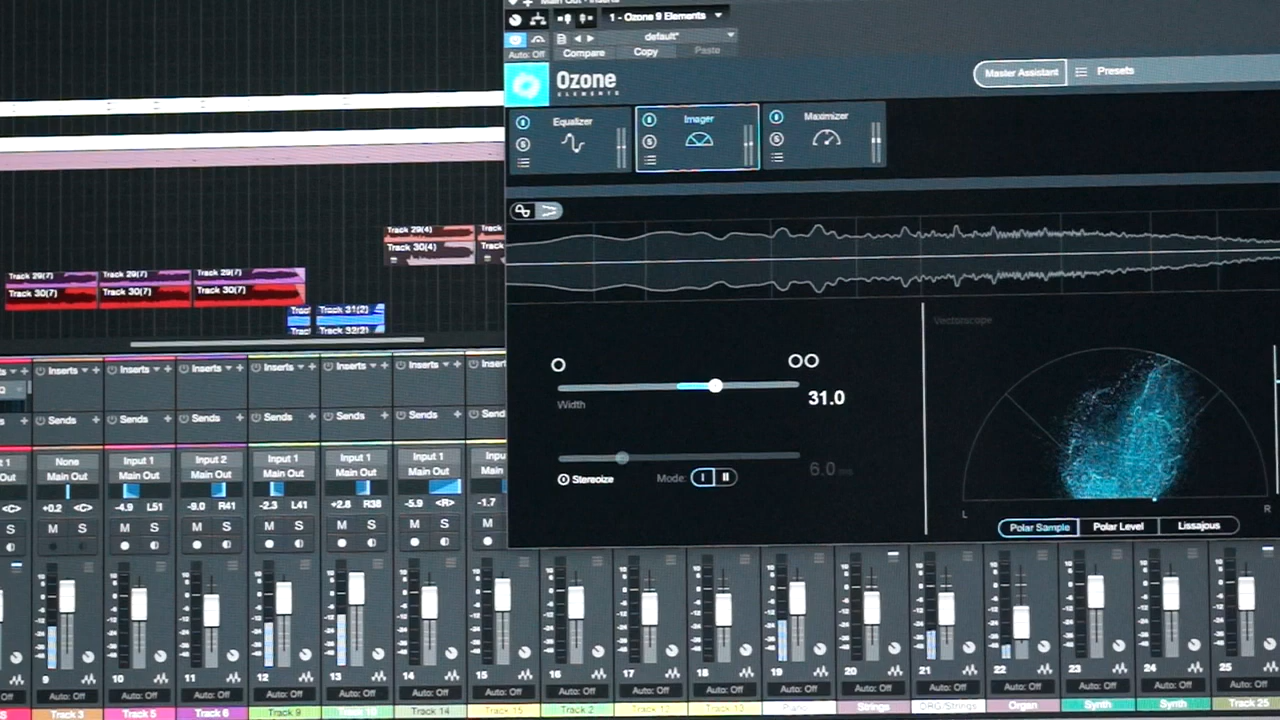 Main Out - Inserts
1 - Ozone 9 Elements
default*
Auto: Off Compare Copy Paste
Ozone
ELEMENTS
Master Assistant Presets
Equalizer Imager Maximizer
S S S
Track 29(4)
Track 30(4)
Track 29(7) Track 29(7) Track 29(7)
Track 30(7) Track 30(7) Track 30(7)
Track 31(2)
Track 32(2)
Vectorscope
31.0
Width
6.0 ms
Stereoize Mode: I II
L R
Polar Sample Polar Level Lissajous
Inserts Inserts Inserts Inserts Inserts Inserts
Sends Sends Sends Sends Sends Sends Send
None Input 1 Input 2 Input 1 Input 1 Input 1
Main Out Main Out Main Out Main Out Main Out Main Out
<C> +0.2 <C> -4.9 L51 -9.0 R41 -2.3 L41 +2.8 R38 -5.9 <R> -1.7
S M S M S M S M S M S M S M
9 10 11 12 13 14 15 16 17 18 19 20 21 22 23 24 25
Auto: Off Auto: Off Auto: Off Auto: Off Auto: Off Auto: Off Auto: Off Auto: Off Auto: Off Auto: Off Auto: Off Auto: Off Auto: Off Auto: Off Auto: Off Auto: Off Auto: Off
Track 3 Track 5 Track 6 Track 9 Track 14 Track 15 Track 2 Track 12 Track 13 Piano Strings ORG/Strings Organ Synth Synth Track 25